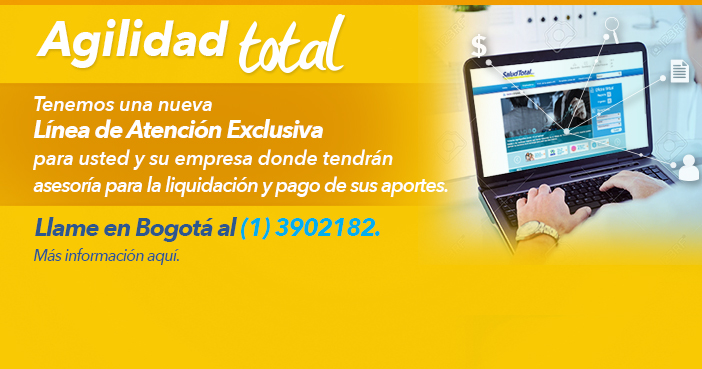 Agilidad total
Tenemos una nueva
Línea de Atención Exclusiva
para usted y su empresa donde tendrán
asesoría para la liquidación y pago de sus aportes.
Llame en Bogotá al (1) 3902182.
Más información aquí.
$
SaludTotal